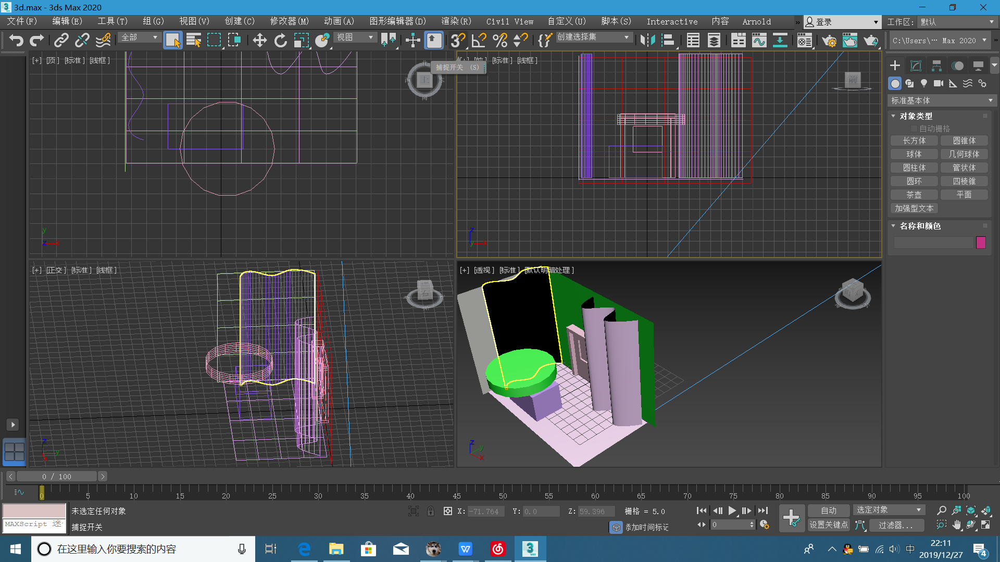 3d.max - 3ds Max 2020
文件(F) 编辑(E) 工具(T) 组(G) 视图(V) 创建(C) 修改器(M) 动画(A) 图形编辑器(D) 渲染(R) Civil View 自定义(U) 脚本(S) Interactive 内容 Arnold » 登录 工作区: 默认
全部 视图 创建选择集 C:\Users\··· Max 2020 »
[+] [顶] [标准] [线框]
[标准] [线框]
捕捉开关 (S)
北
西 上 东
南
前
标准基本体
对象类型
自动栅格
长方体 圆锥体
球体 几何球体
圆柱体 管状体
圆环 四棱锥
茶壶 平面
加强型文本
名称和颜色
y
z x
z
y x
[+] [正交] [标准] [线框]
[+] [透视] [标准] [默认明暗处理]
右
z
y
x
z
y
x
0 / 100
0 5 10 15 20 25 30 35 40 45 50 55 60 65 70 75 80 85 90 95 100
未选定任何对象 X: -71.764 Y: 0.0 Z: 59.396 栅格 = 5.0 自动 选定对象
MAXScript 迷 捕捉开关 添加时间标记 0 设置关键点 过滤器...
在这里输入你要搜索的内容
中 22:11
2019/12/27
4